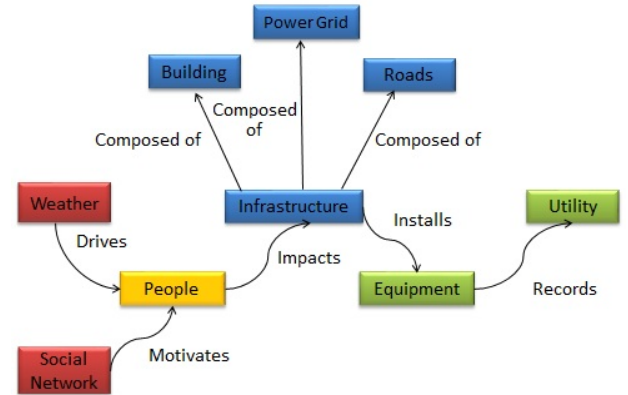 Power Grid
Building
Roads
Composed
of
Composed of
Composed of
Weather
Infrastructure
Utility
Installs
Drives
Impacts
People
Equipment
Records
Social
Network
Motivates